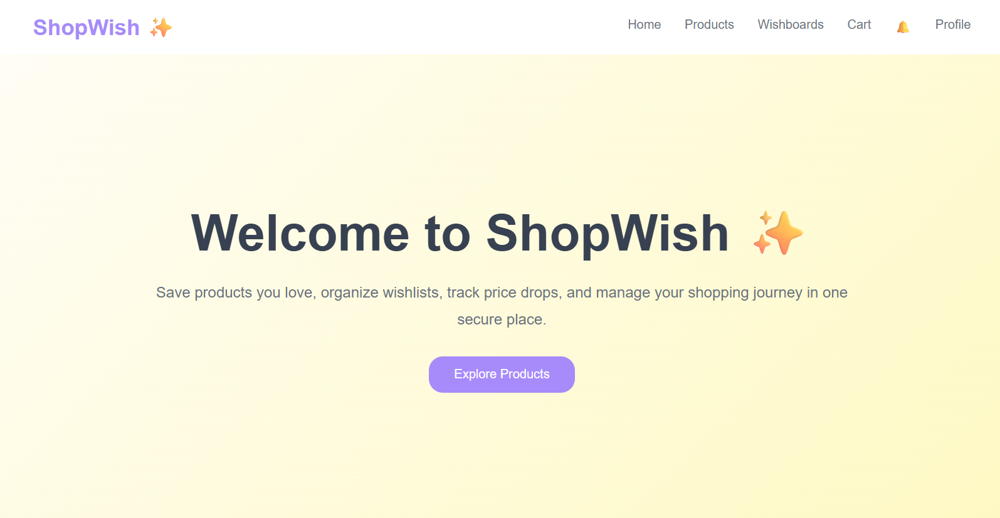 ShopWish ✨
Home Products Wishboards Cart 🔔 Profile
Welcome to ShopWish ✨
Save products you love, organize wishlists, track price drops, and manage your shopping journey in one
secure place.
Explore Products